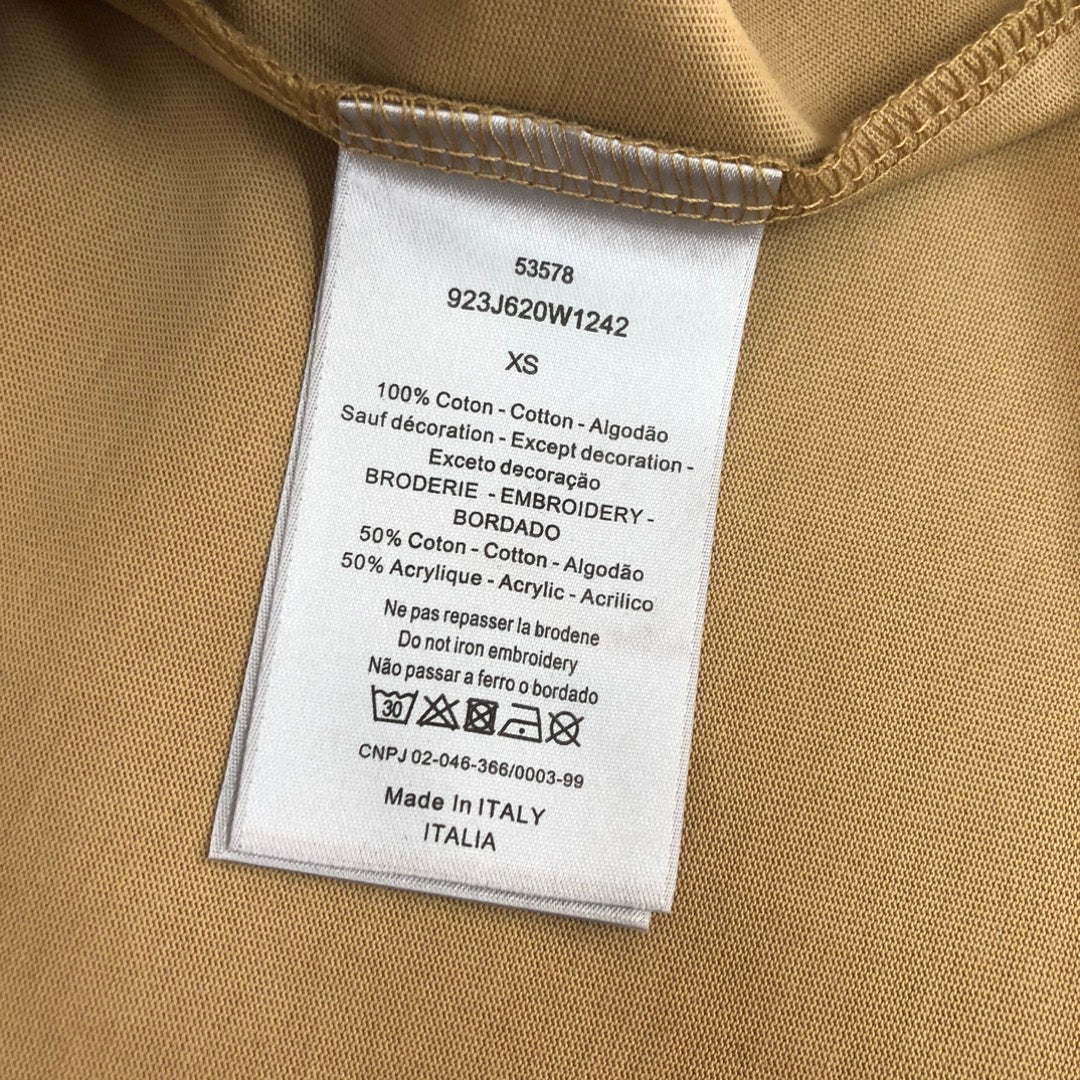 53578
923J620W1242
XS
100% Coton - Cotton - Algodão
Sauf décoration - Except decoration -
Exceto decoração
BRODERIE - EMBROIDERY -
BORDADO
50% Coton - Cotton - Algodão
50% Acrylique - Acrylic - Acrilico
Ne pas repasser la brodene
Do not iron embroidery
Não passar a ferro o bordado
30
CNPJ 02-046-366/0003-99
Made In ITALY
ITALIA